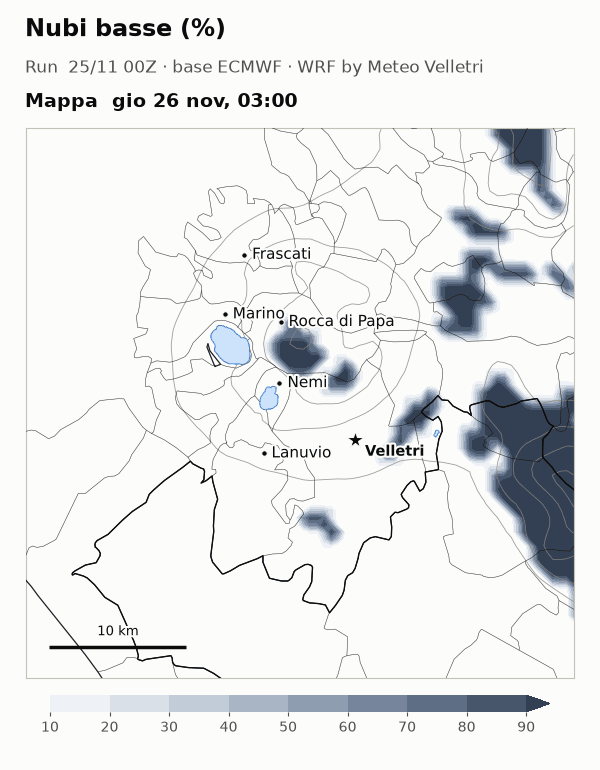 Nubi basse (%)
Run  25/11 00Z · base ECMWF · WRF by Meteo Velletri
Mappa  gio 26 nov, 03:00
Frascati
Marino
Rocca di Papa
Nemi
Velletri
Lanuvio
10 km
10 20 30 40 50 60 70 80 90